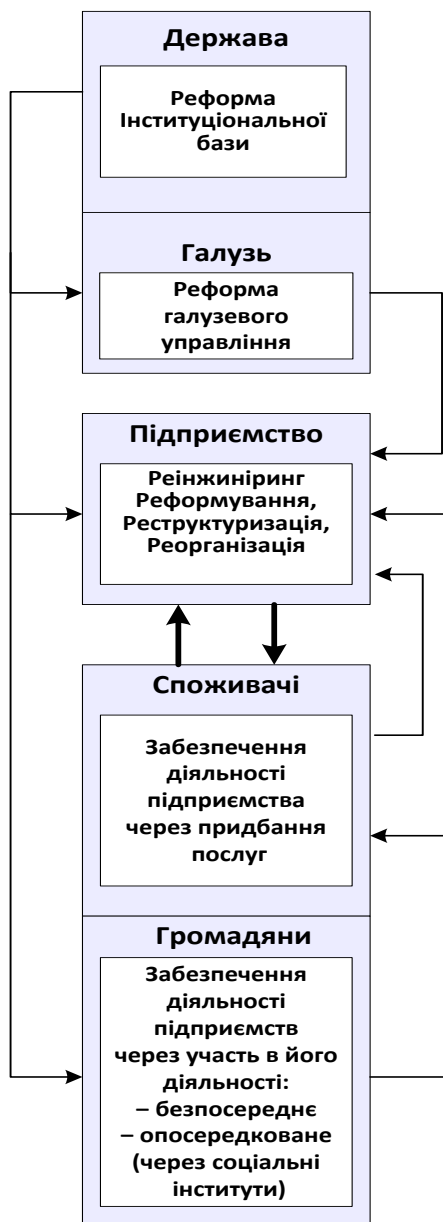 Держава
Реформа
Інституціональної
бази
Галузь
Реформа
галузевого
управління
Підприємство
Реінжиніринг
Реформування,
Реструктуризація,
Реорганізація
Споживачі
Забезпечення
діяльності
підприємства
через придбання
послуг
Громадяни
Забезпечення
діяльності
підприємств
через участь в його
діяльності:
– безпосереднє
– опосередковане
(через соціальні
інститути)